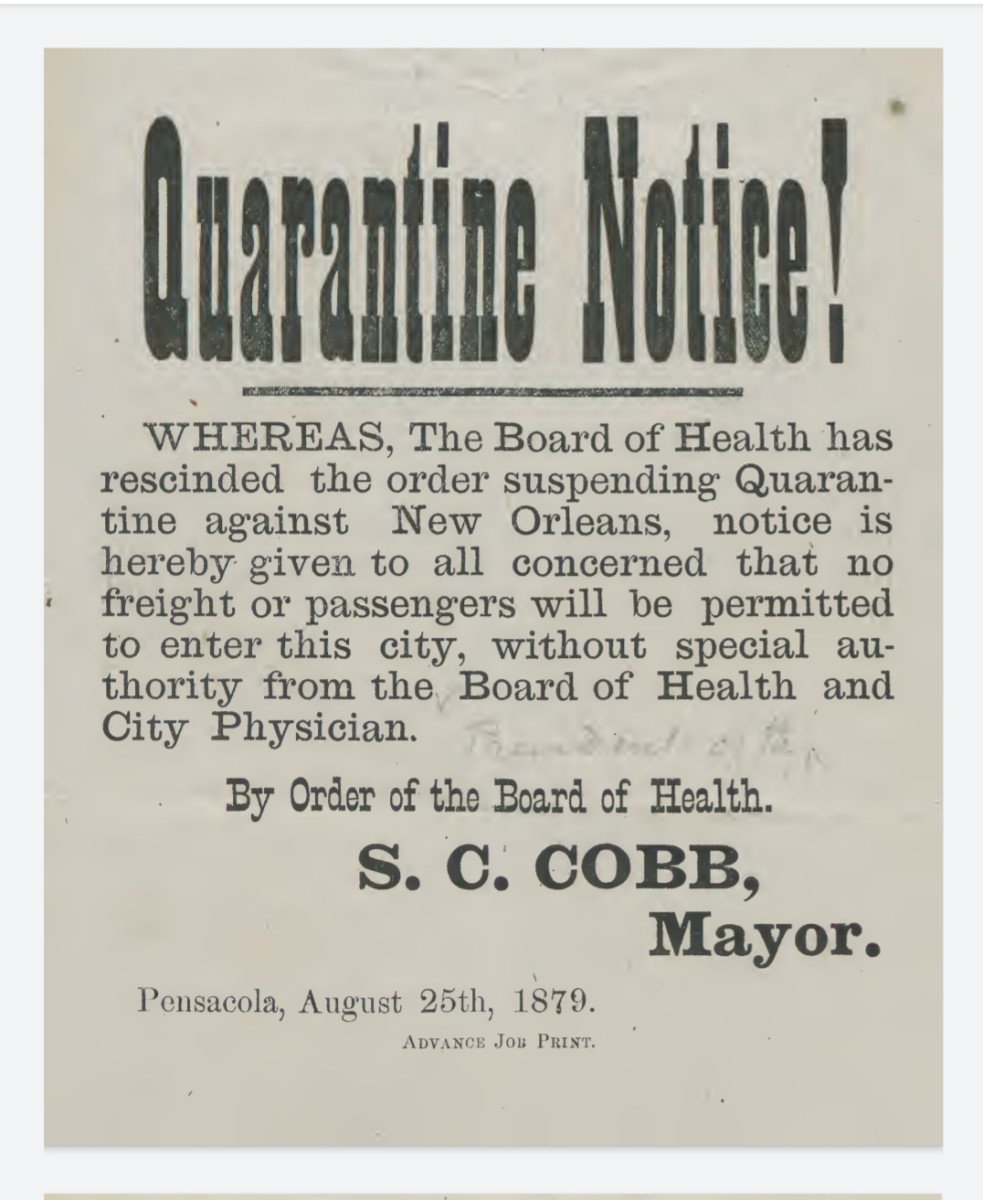 Quarantine Notice!
WHEREAS, The Board of Health has
rescinded the order suspending Quaran-
tine against New Orleans, notice is
hereby given to all concerned that no
freight or passengers will be permitted
to enter this city, without special au-
thority from the Board of Health and
City Physician.
By Order of the Board of Health.
S. C. COBB,
Mayor.
Pensacola, August 25th, 1879.
ADVANCE JOB PRINT.